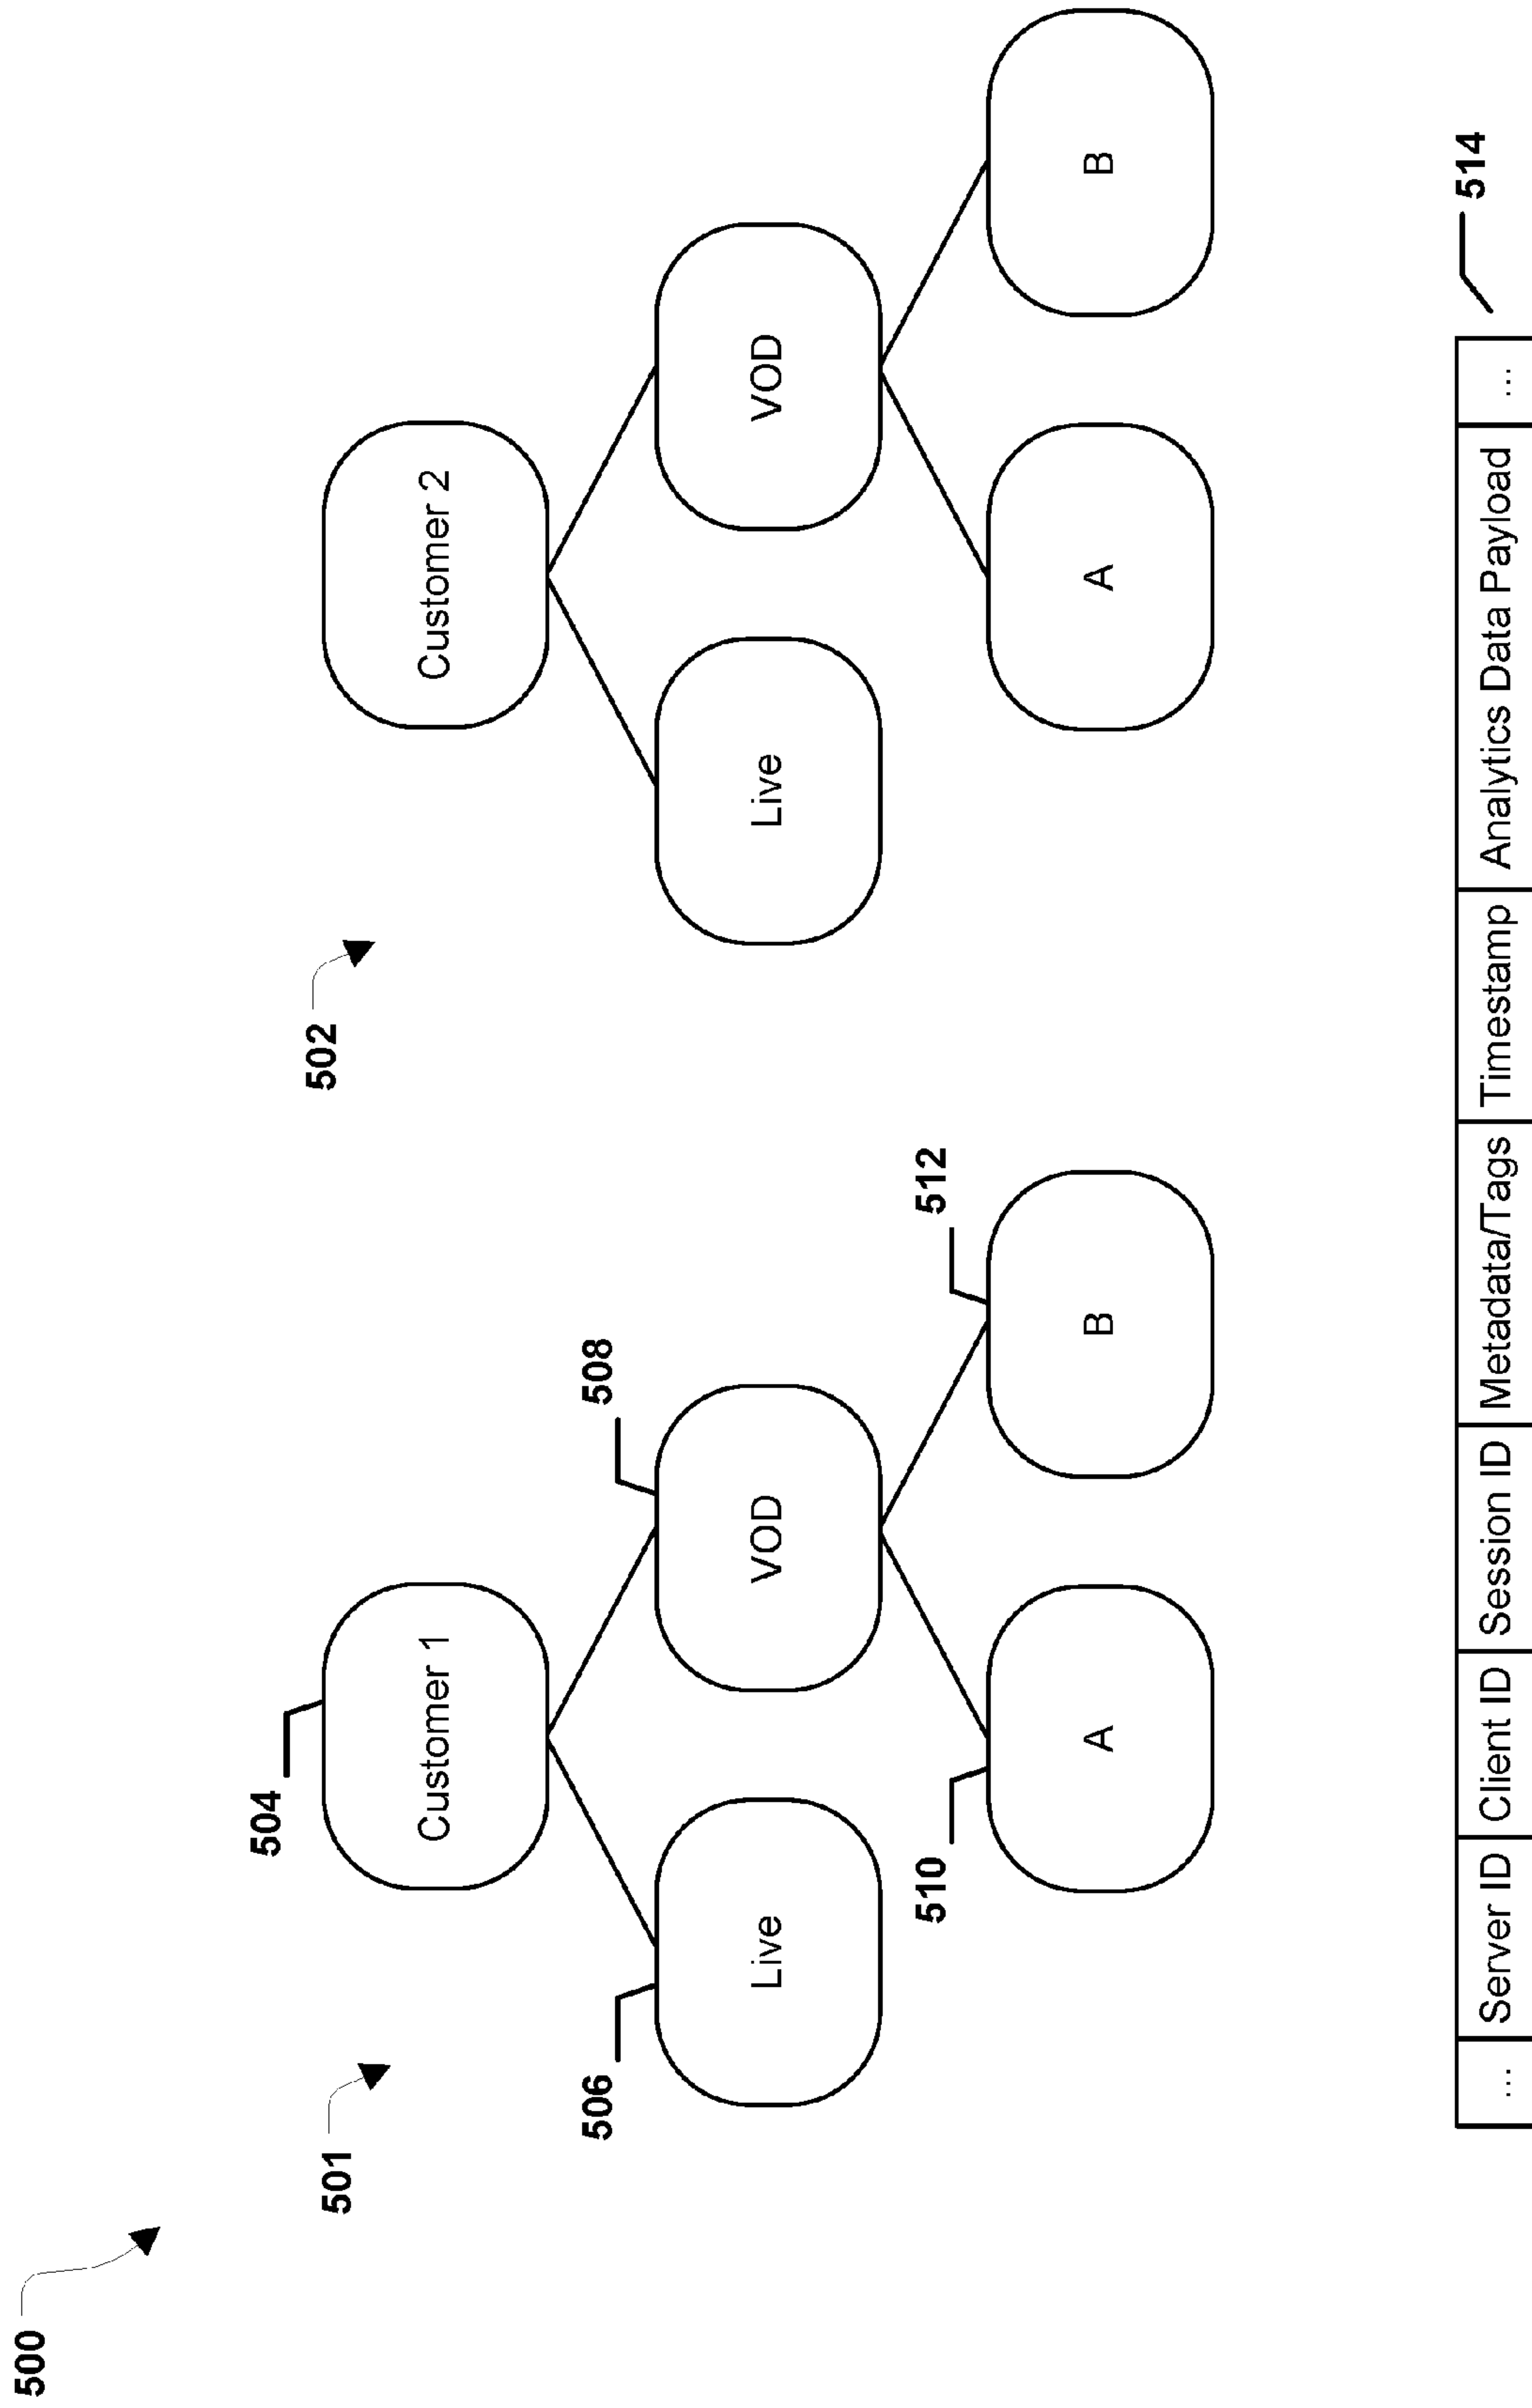 500
501
502
504
Customer 1
Customer 2
506
508
Live
VOD
Live
VOD
510
512
A
B
A
B
514
... Server ID Client ID Session ID Metadata/Tags Timestamp Analytics Data Payload ...